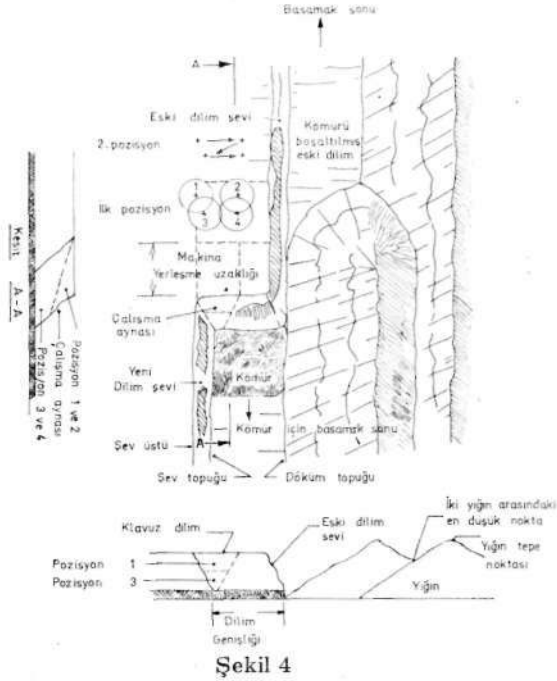 Basamak sonu
A
Eski dilim şevi
2.pozisyon
Kömürü
boşaltılmış
eski dilim
1
2
İlk pozisyon
3
4
Makina
Yerleşme uzaklığı
Çalışma
aynası
Yeni
Dilim şevi
Kömür
Şev üstü
A
Kömür için basamak sonu
Şev topuğu
Döküm topuğu
Kesit
A - A
Pozisyon 1 ve 2
Çalışma aynası
Pozisyon 3 ve 4
Klavuz dilim
Eski dilim
şevi
İki yığın arasındaki
en düşük nokta
Pozisyon 1
Pozisyon 3
Yığın tepe
noktası
Yığın
Dilim
Genişliği
Şekil 4